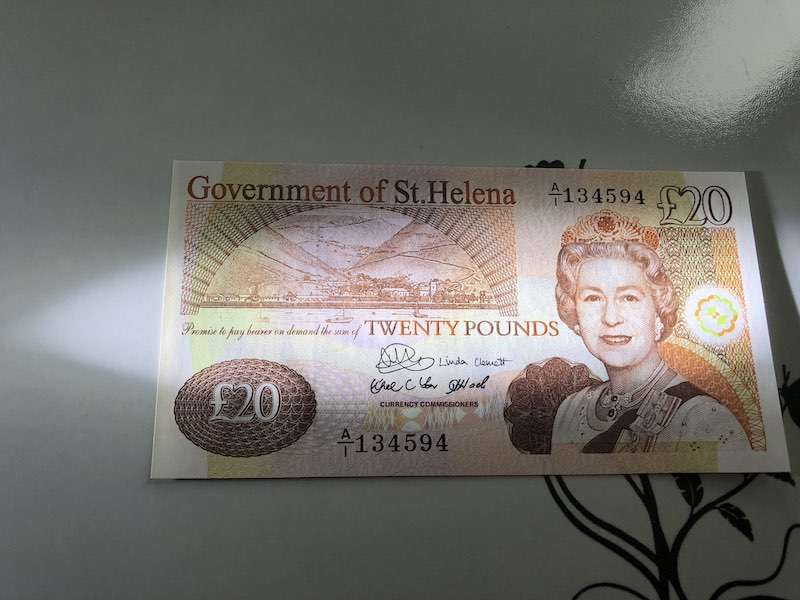 Government of St.Helena
A/1 134594
£20
Promise to pay bearer on demand the sum of TWENTY POUNDS
Linda Clemett
CURRENCY COMMISSIONERS
£20
A/1 134594